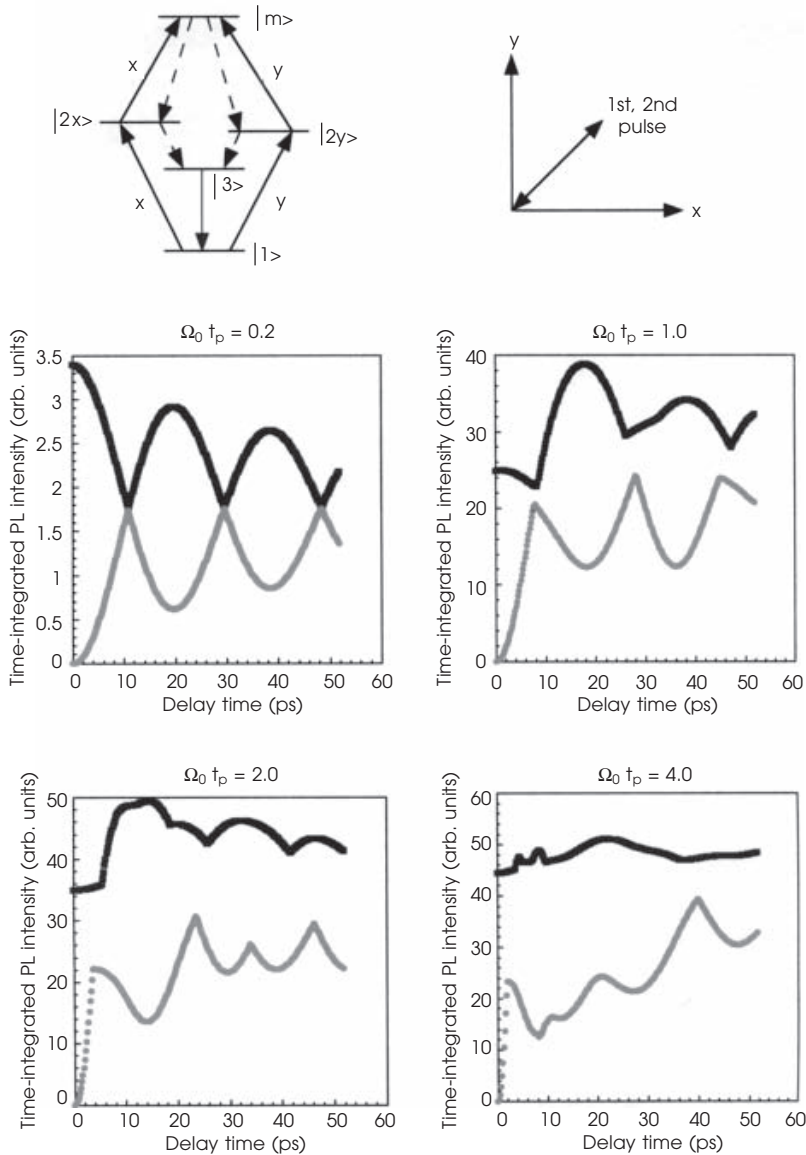 |m>
x
y
|2x>
|2y>
|3>
x
y
|1>
y
1st, 2nd
pulse
x
Ω₀ tₚ = 0.2
Time-integrated PL intensity (arb. units)
3.5
3
2.5
2
1.5
1
0.5
0
0 10 20 30 40 50 60
Delay time (ps)
Ω₀ tₚ = 1.0
Time-integrated PL intensity (arb. units)
40
30
20
10
0
0 10 20 30 40 50 60
Delay time (ps)
Ω₀ tₚ = 2.0
Time-integrated PL intensity (arb. units)
50
40
30
20
10
0
0 10 20 30 40 50 60
Delay time (ps)
Ω₀ tₚ = 4.0
Time-integrated PL intensity (arb. units)
60
50
40
30
20
10
0
0 10 20 30 40 50 60
Delay time (ps)